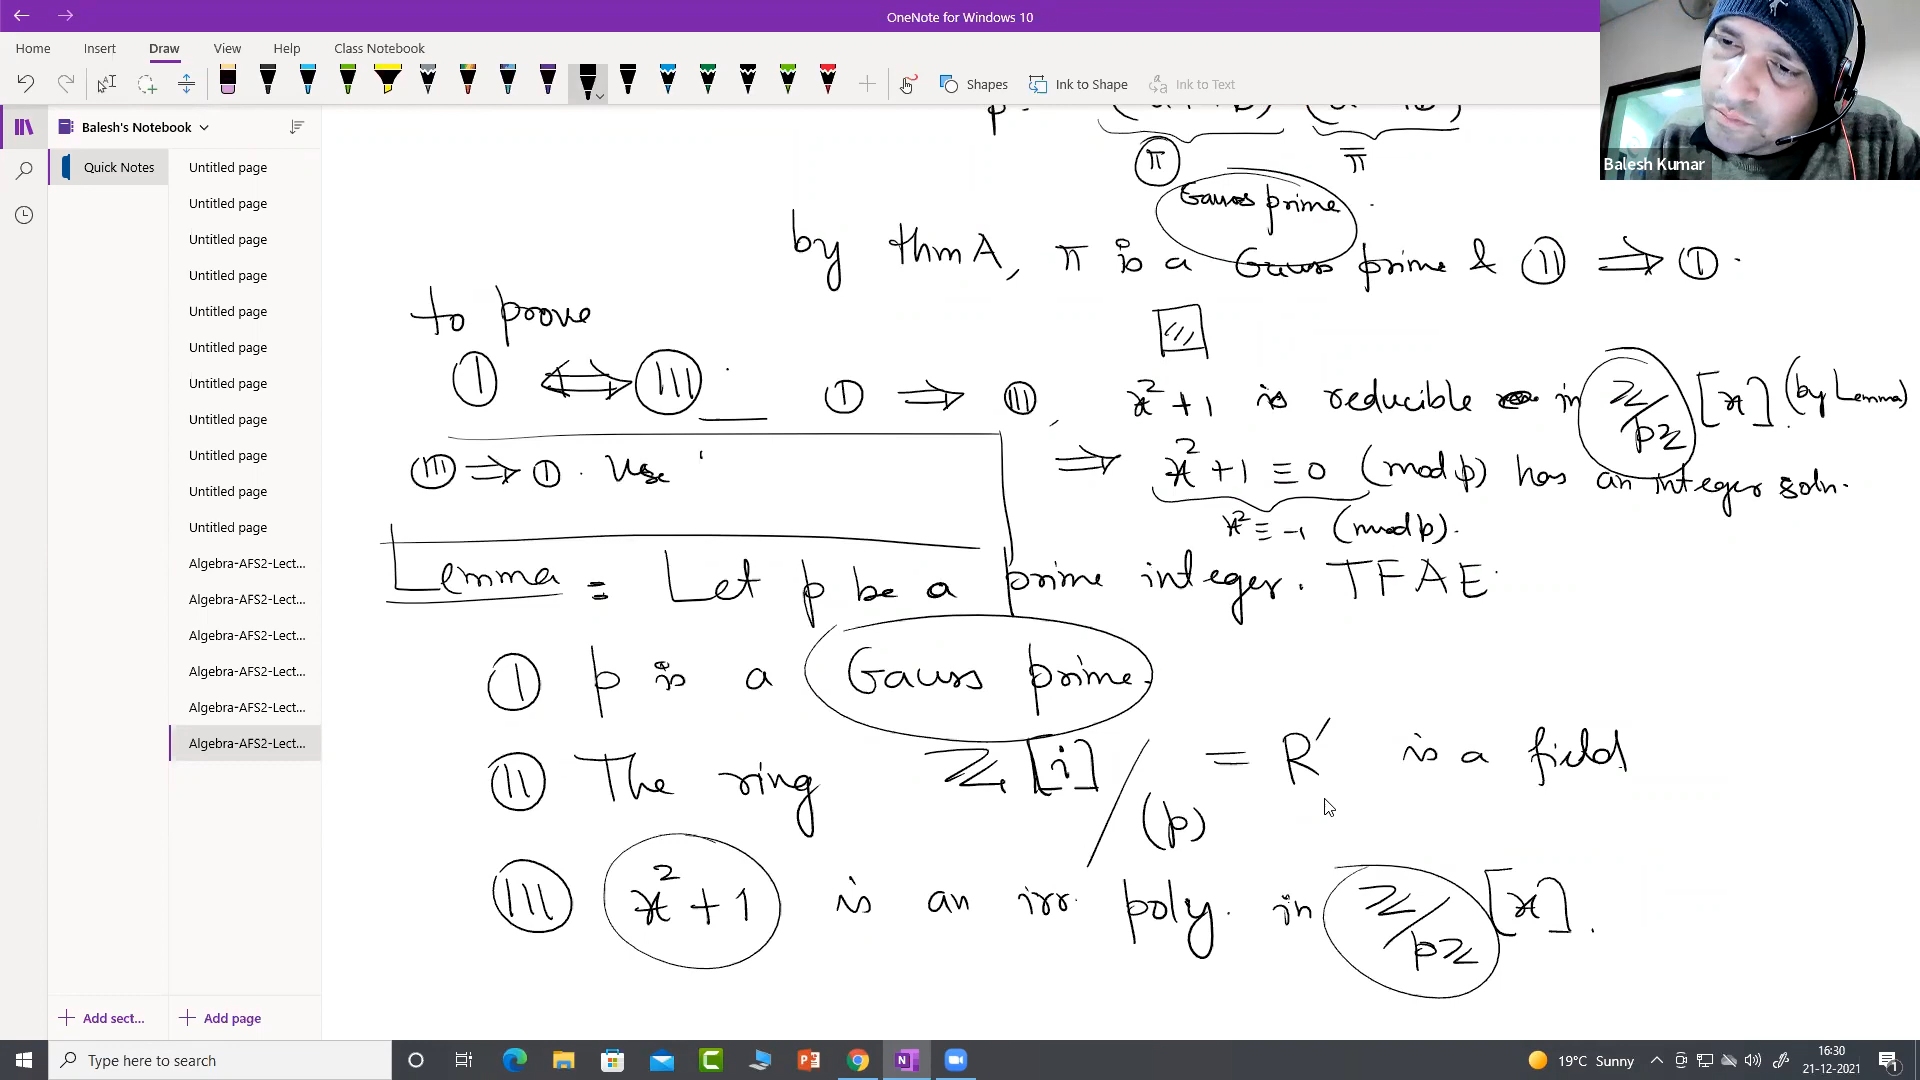 OneNote for Windows 10
Home Insert Draw View Help Class Notebook
Shapes Ink to Shape Ink to Text
Balesh's Notebook
Quick Notes
Untitled page
Untitled page
Untitled page
Untitled page
Untitled page
Untitled page
Untitled page
Untitled page
Untitled page
Untitled page
Untitled page
Algebra-AFS2-Lect...
Algebra-AFS2-Lect...
Algebra-AFS2-Lect...
Algebra-AFS2-Lect...
Algebra-AFS2-Lect...
Algebra-AFS2-Lect...
Add sect...
Add page
Balesh Kumar
π π̅
Gauss prime.
by thm A, π is a Gauss prime & II ⟹ I.
to prove
I ⟺ III.
I ⟹ III, x²+1 is reducible in ℤ/pℤ[x]. (by Lemma)
⟹ x²+1 ≡ 0 (mod p) has an integer soln.
x² ≡ -1 (mod p).
III ⟹ I. Use
Lemma = Let p be a prime integer. TFAE.
I p is a Gauss prime.
II The ring ℤ[i]/(p) = R′ is a field.
III x²+1 is an irr. poly. in ℤ/pℤ[x].
Type here to search
19°C Sunny
16:30
21-12-2021
1